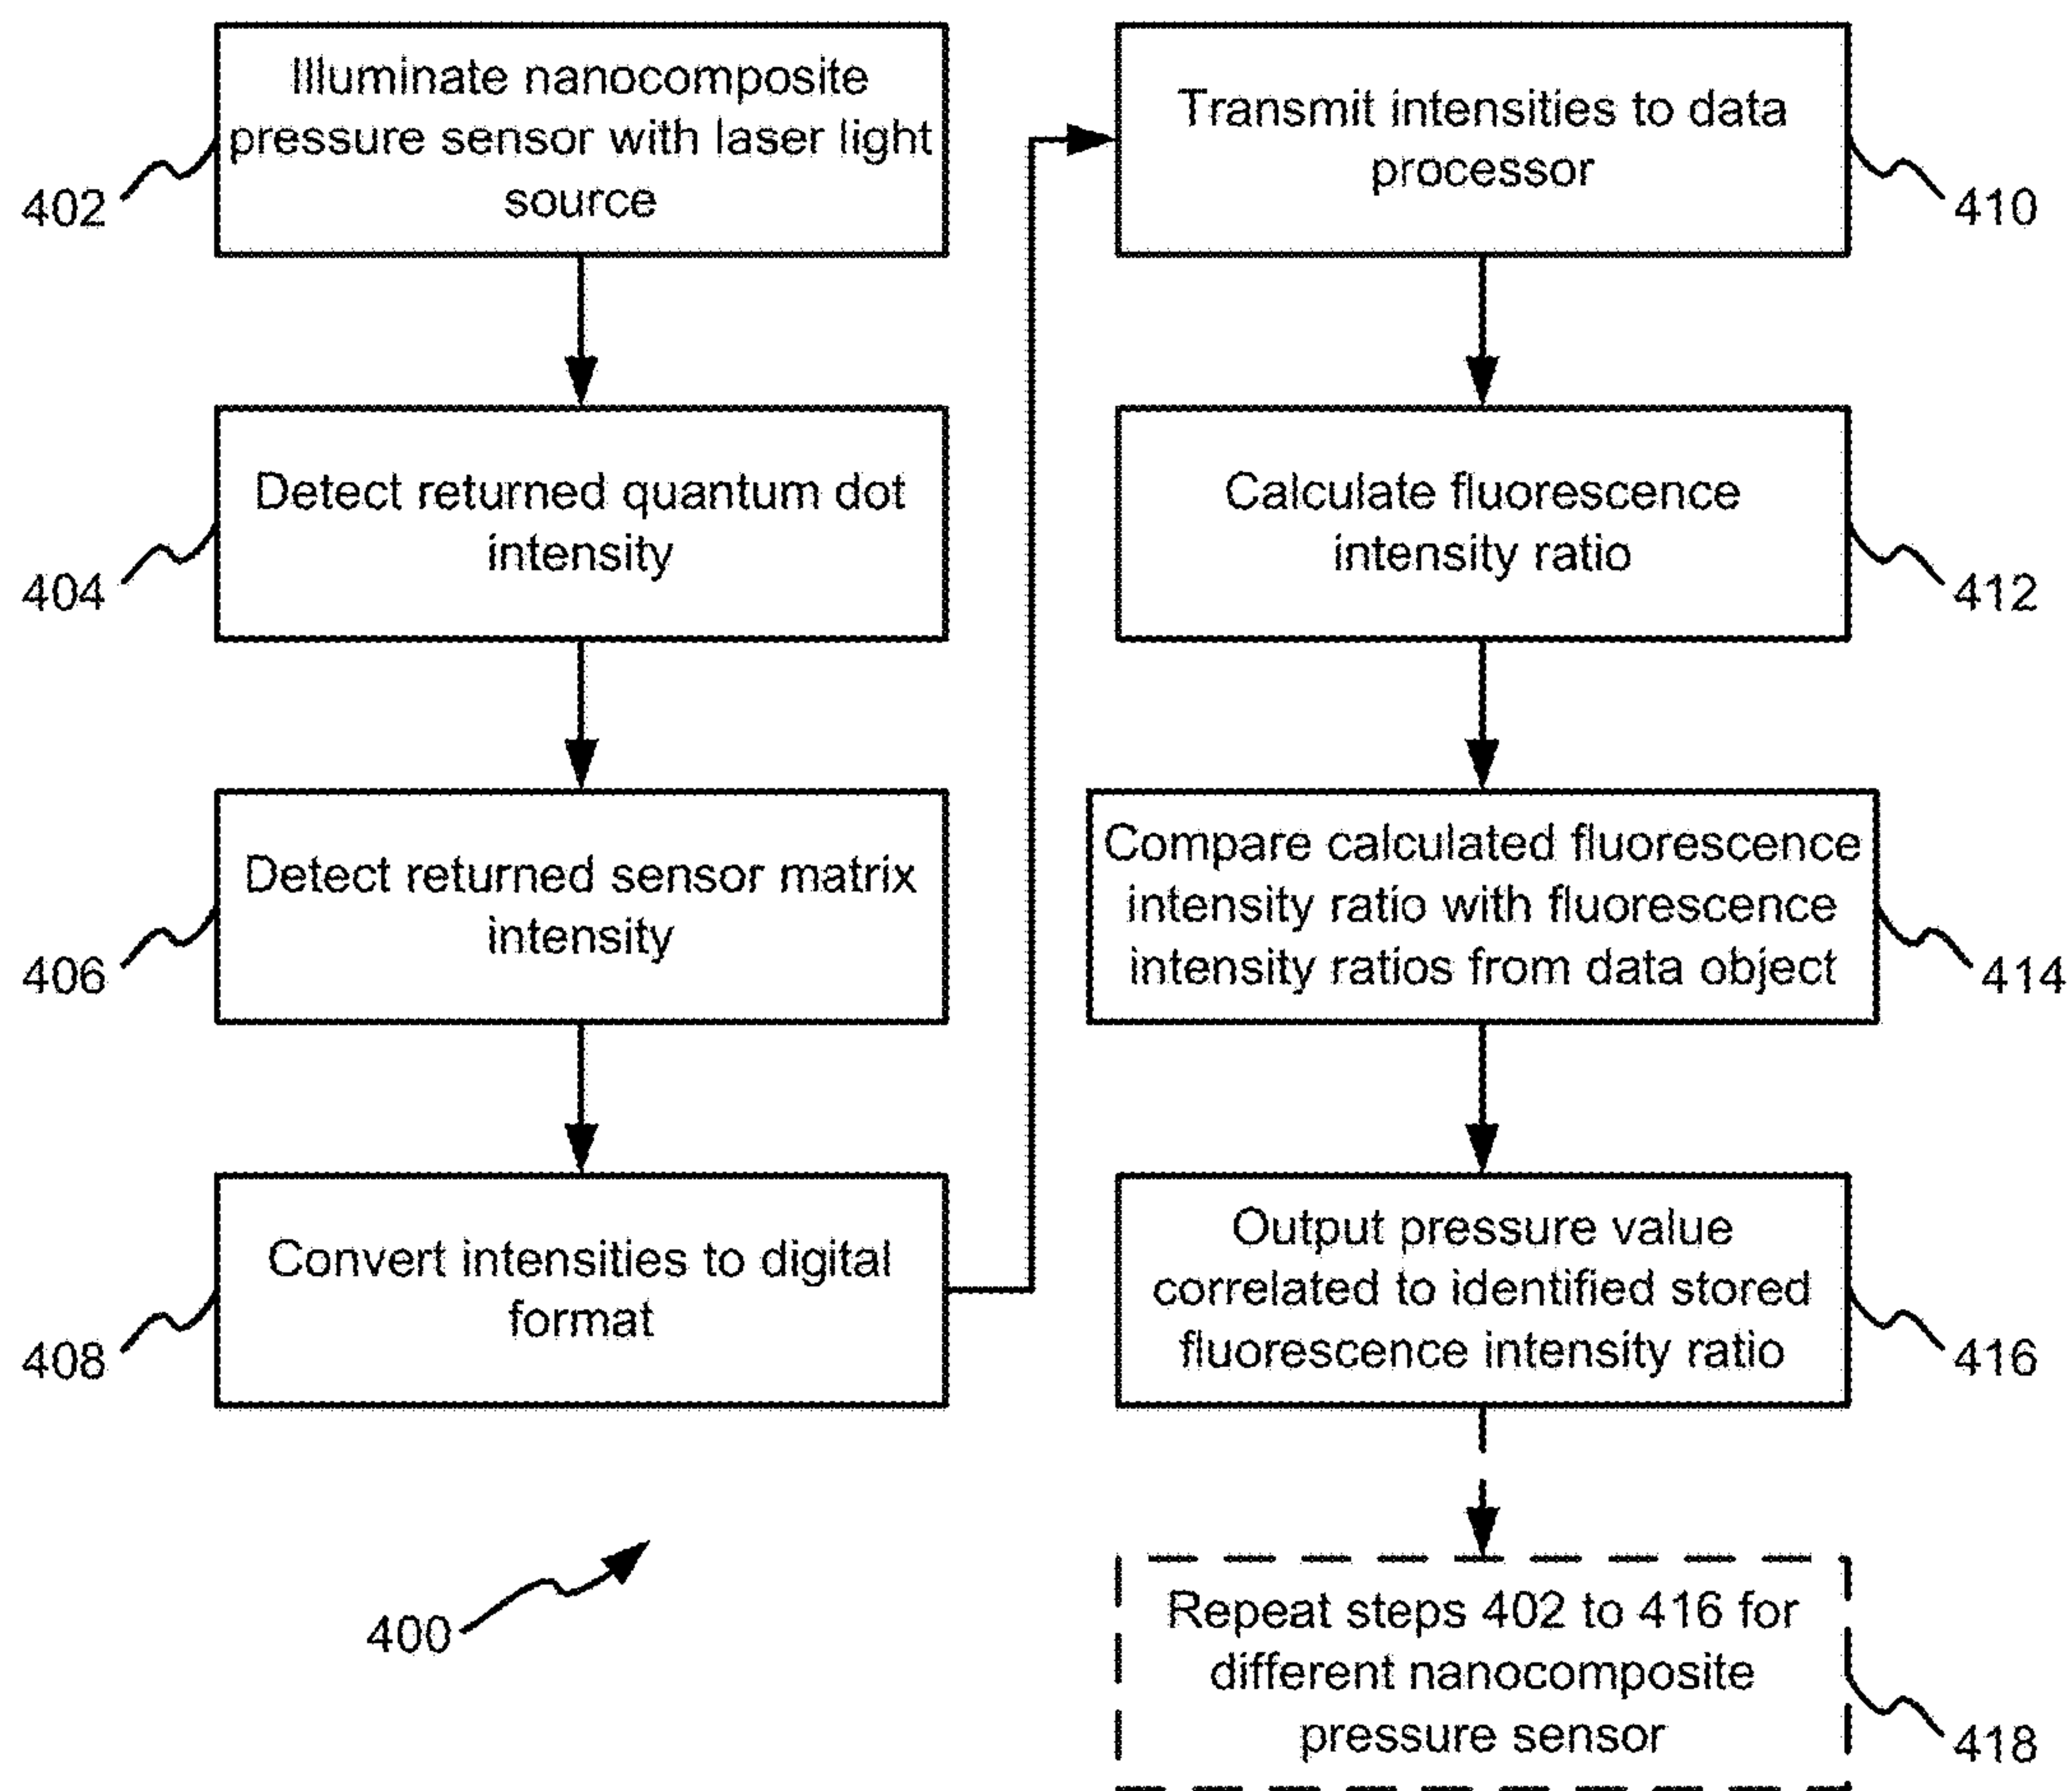 Illuminate nanocomposite
pressure sensor with laser light
source
402
Detect returned quantum dot
intensity
404
Detect returned sensor matrix
intensity
406
Convert intensities to digital
format
408
400
Transmit intensities to data
processor
410
Calculate fluorescence
intensity ratio
412
Compare calculated fluorescence
intensity ratio with fluorescence
intensity ratios from data object
414
Output pressure value
correlated to identified stored
fluorescence intensity ratio
416
Repeat steps 402 to 416 for
different nanocomposite
pressure sensor
418